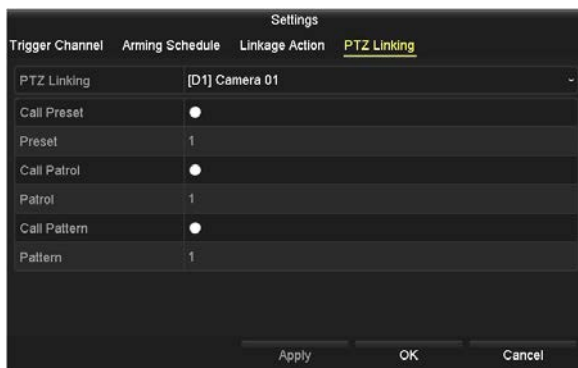 Settings
Trigger Channel Arming Schedule Linkage Action PTZ Linking
PTZ Linking [D1] Camera 01
Call Preset
Preset 1
Call Patrol
Patrol 1
Call Pattern
Pattern 1
Apply OK Cancel